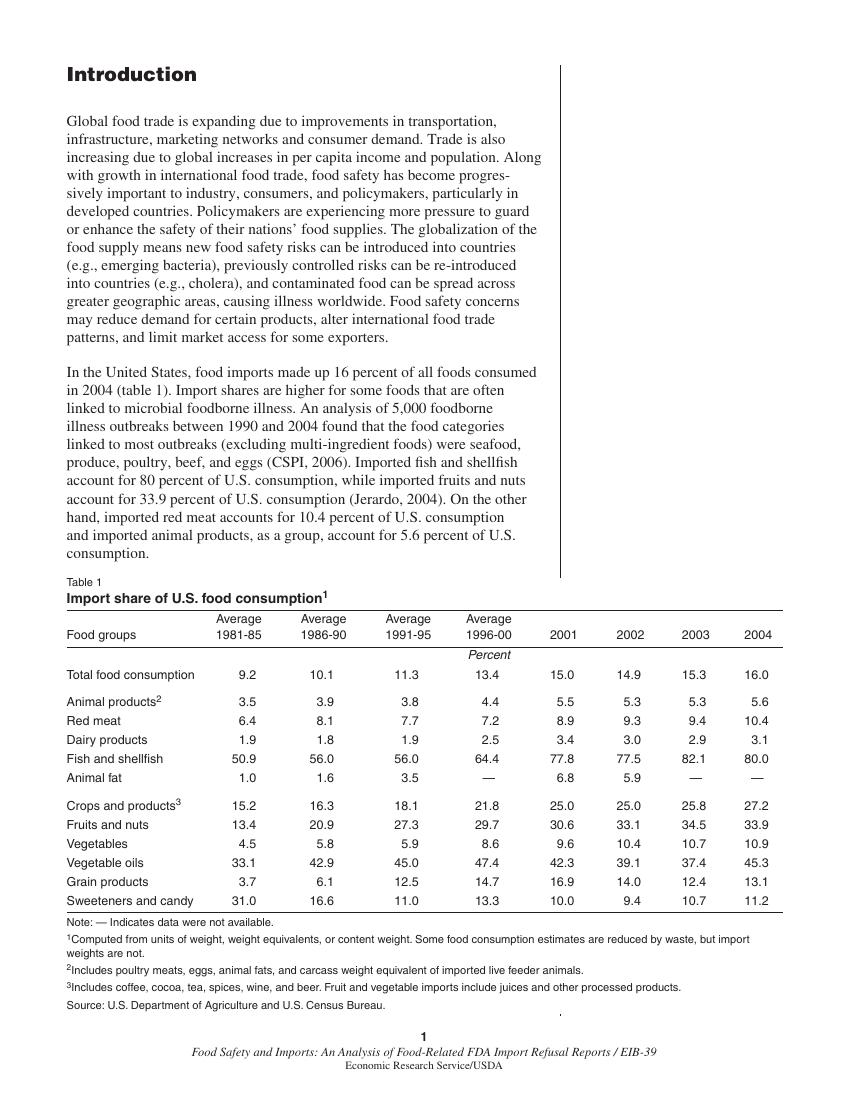 Introduction
Global food trade is expanding due to improvements in transportation,
infrastructure, marketing networks and consumer demand. Trade is also
increasing due to global increases in per capita income and population. Along
with growth in international food trade, food safety has become progres-
sively important to industry, consumers, and policymakers, particularly in
developed countries. Policymakers are experiencing more pressure to guard
or enhance the safety of their nations’ food supplies. The globalization of the
food supply means new food safety risks can be introduced into countries
(e.g., emerging bacteria), previously controlled risks can be re-introduced
into countries (e.g., cholera), and contaminated food can be spread across
greater geographic areas, causing illness worldwide. Food safety concerns
may reduce demand for certain products, alter international food trade
patterns, and limit market access for some exporters.
In the United States, food imports made up 16 percent of all foods consumed
in 2004 (table 1). Import shares are higher for some foods that are often
linked to microbial foodborne illness. An analysis of 5,000 foodborne
illness outbreaks between 1990 and 2004 found that the food categories
linked to most outbreaks (excluding multi-ingredient foods) were seafood,
produce, poultry, beef, and eggs (CSPI, 2006). Imported fish and shellfish
account for 80 percent of U.S. consumption, while imported fruits and nuts
account for 33.9 percent of U.S. consumption (Jerardo, 2004). On the other
hand, imported red meat accounts for 10.4 percent of U.S. consumption
and imported animal products, as a group, account for 5.6 percent of U.S.
consumption.
Table 1
Import share of U.S. food consumption1
Average Average Average Average
Food groups 1981-85 1986-90 1991-95 1996-00 2001 2002 2003 2004
Percent
Total food consumption 9.2 10.1 11.3 13.4 15.0 14.9 15.3 16.0
Animal products2 3.5 3.9 3.8 4.4 5.5 5.3 5.3 5.6
Red meat 6.4 8.1 7.7 7.2 8.9 9.3 9.4 10.4
Dairy products 1.9 1.8 1.9 2.5 3.4 3.0 2.9 3.1
Fish and shellfish 50.9 56.0 56.0 64.4 77.8 77.5 82.1 80.0
Animal fat 1.0 1.6 3.5 — 6.8 5.9 — —
Crops and products3 15.2 16.3 18.1 21.8 25.0 25.0 25.8 27.2
Fruits and nuts 13.4 20.9 27.3 29.7 30.6 33.1 34.5 33.9
Vegetables 4.5 5.8 5.9 8.6 9.6 10.4 10.7 10.9
Vegetable oils 33.1 42.9 45.0 47.4 42.3 39.1 37.4 45.3
Grain products 3.7 6.1 12.5 14.7 16.9 14.0 12.4 13.1
Sweeteners and candy 31.0 16.6 11.0 13.3 10.0 9.4 10.7 11.2
Note: — Indicates data were not available.
1Computed from units of weight, weight equivalents, or content weight. Some food consumption estimates are reduced by waste, but import
weights are not.
2Includes poultry meats, eggs, animal fats, and carcass weight equivalent of imported live feeder animals.
3Includes coffee, cocoa, tea, spices, wine, and beer. Fruit and vegetable imports include juices and other processed products.
Source: U.S. Department of Agriculture and U.S. Census Bureau.
1
Food Safety and Imports: An Analysis of Food-Related FDA Import Refusal Reports / EIB-39
Economic Research Service/USDA